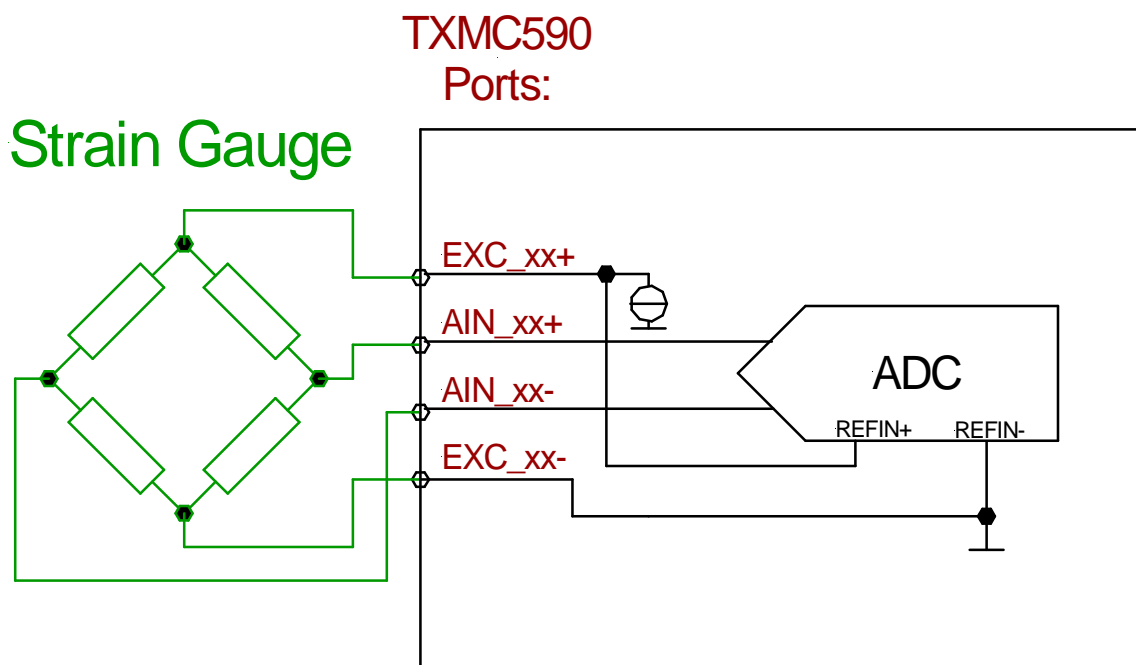 TXMC590
Ports:
Strain Gauge
EXC_xx+
AIN_xx+
AIN_xx-
EXC_xx-
ADC
REFIN+
REFIN-